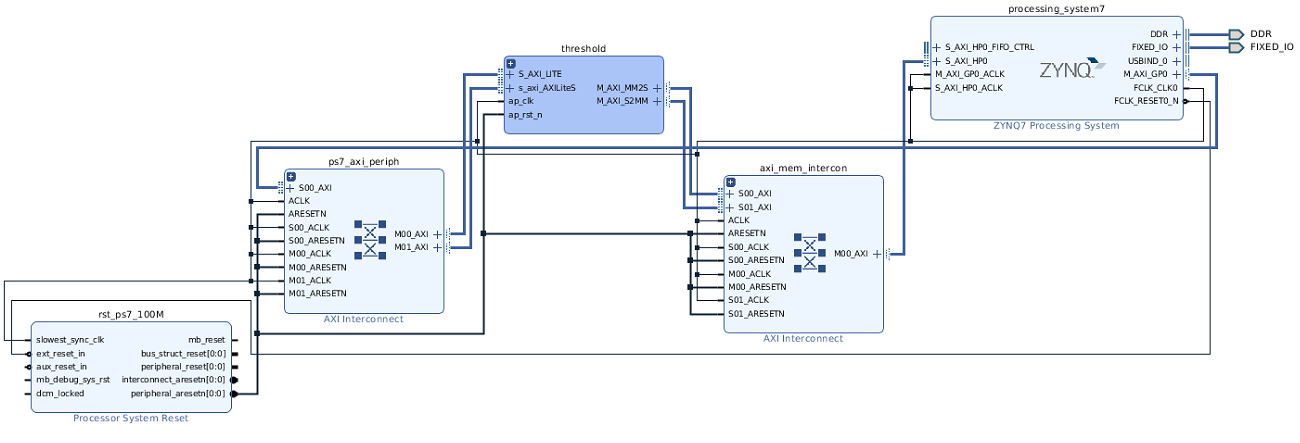 processing_system7
DDR
FIXED_IO
USBIND_0
M_AXI_GP0
FCLK_CLK0
FCLK_RESET0_N
S_AXI_HP0_FIFO_CTRL
S_AXI_HP0
M_AXI_GP0_ACLK
S_AXI_HP0_ACLK
ZYNQ
ZYNQ7 Processing System
DDR
FIXED_IO
threshold
S_AXI_LITE
s_axi_AXILiteS
ap_clk
ap_rst_n
M_AXI_MM2S
M_AXI_S2MM
ps7_axi_periph
S00_AXI
ACLK
ARESETN
S00_ACLK
S00_ARESETN
M00_ACLK
M00_ARESETN
M01_ACLK
M01_ARESETN
M00_AXI
M01_AXI
AXI Interconnect
axi_mem_intercon
S00_AXI
S01_AXI
ACLK
ARESETN
S00_ACLK
S00_ARESETN
M00_ACLK
M00_ARESETN
S01_ACLK
S01_ARESETN
M00_AXI
AXI Interconnect
rst_ps7_100M
slowest_sync_clk
ext_reset_in
aux_reset_in
mb_debug_sys_rst
dcm_locked
mb_reset
bus_struct_reset[0:0]
peripheral_reset[0:0]
interconnect_aresetn[0:0]
peripheral_aresetn[0:0]
Processor System Reset